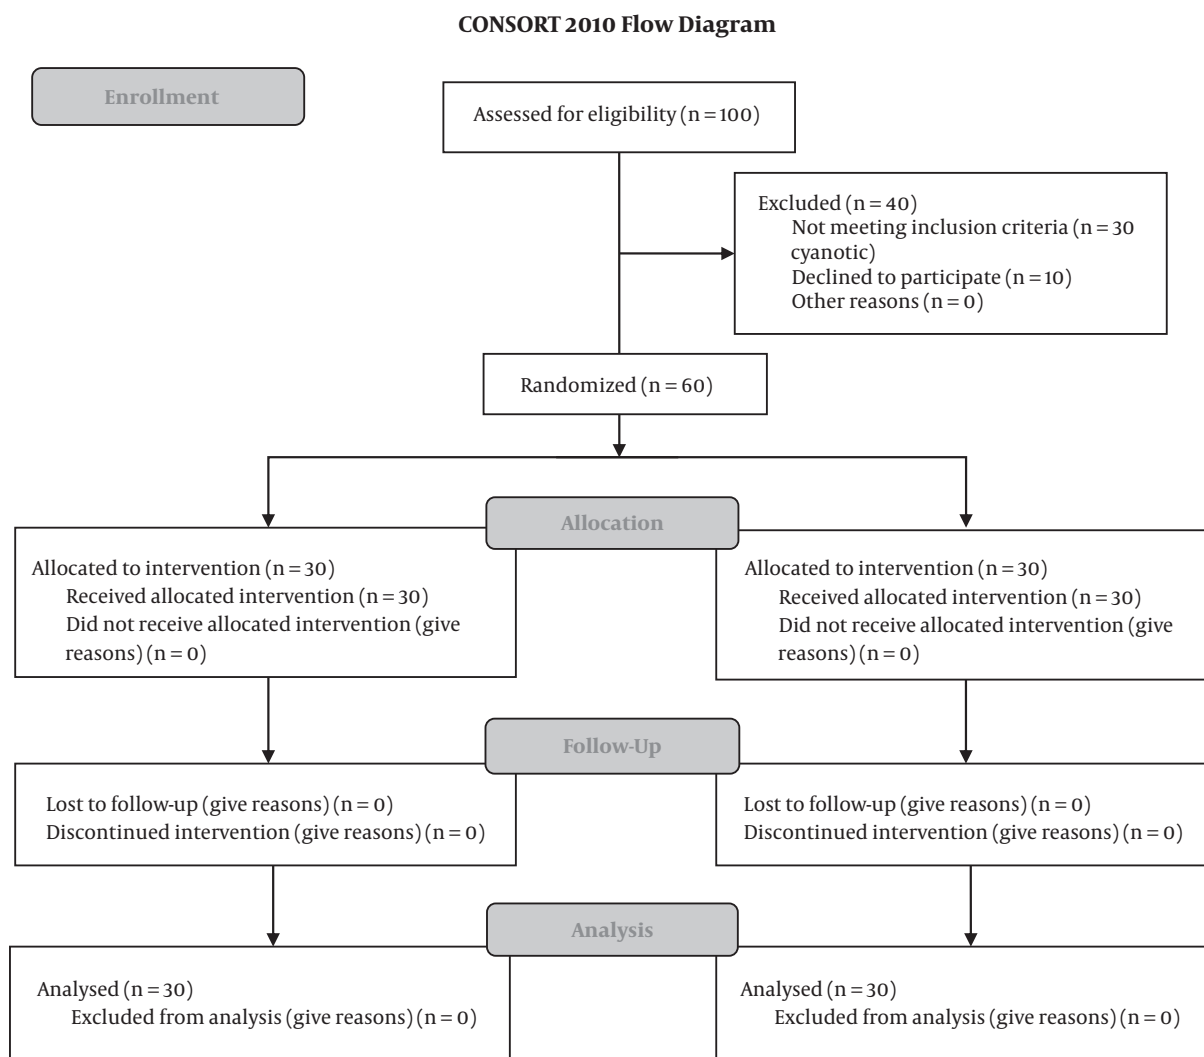 CONSORT 2010 Flow Diagram
Enrollment
Assessed for eligibility (n = 100)
Excluded (n = 40)
Not meeting inclusion criteria (n = 30
cyanotic)
Declined to participate (n = 10)
Other reasons (n = 0)
Randomized (n = 60)
Allocation
Allocated to intervention (n = 30)
Received allocated intervention (n = 30)
Did not receive allocated intervention (give
reasons) (n = 0)
Allocated to intervention (n = 30)
Received allocated intervention (n = 30)
Did not receive allocated intervention (give
reasons) (n = 0)
Follow-Up
Lost to follow-up (give reasons) (n = 0)
Discontinued intervention (give reasons) (n = 0)
Lost to follow-up (give reasons) (n = 0)
Discontinued intervention (give reasons) (n = 0)
Analysis
Analysed (n = 30)
Excluded from analysis (give reasons) (n = 0)
Analysed (n = 30)
Excluded from analysis (give reasons) (n = 0)